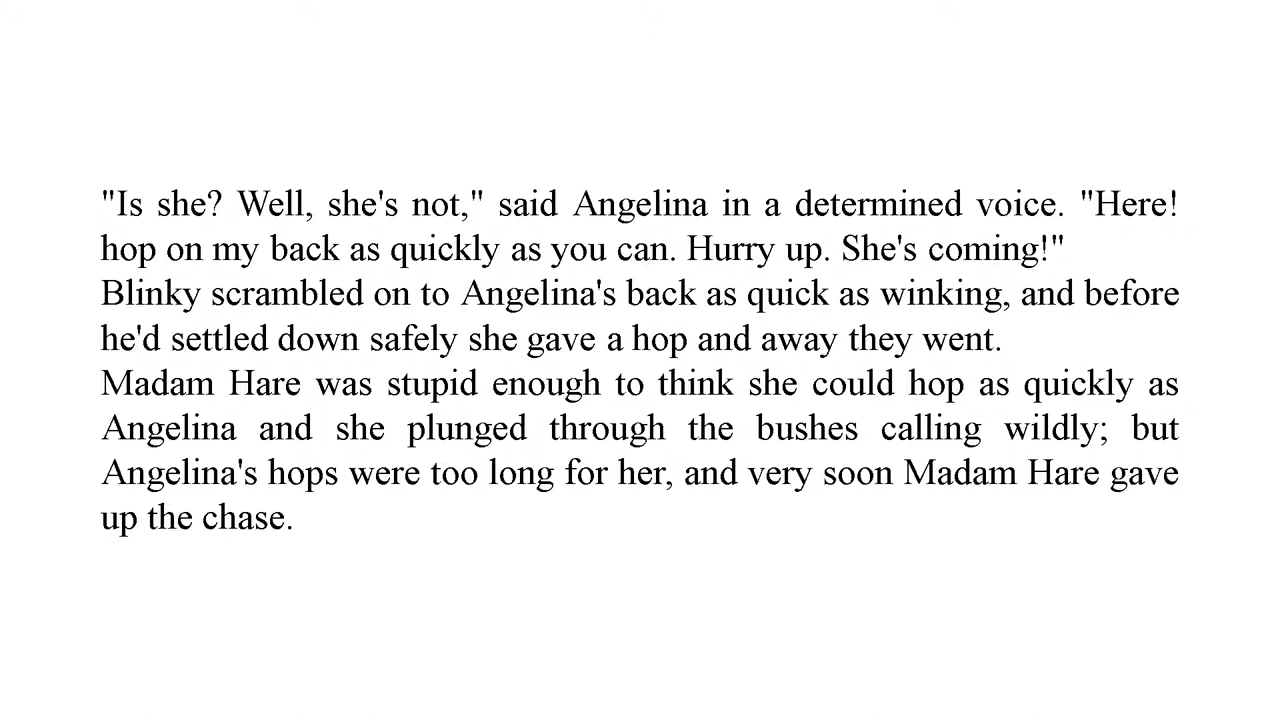 "Is she? Well, she's not," said Angelina in a determined voice. "Here!
hop on my back as quickly as you can. Hurry up. She's coming!"
Blinky scrambled on to Angelina's back as quick as winking, and before
he'd settled down safely she gave a hop and away they went.
Madam Hare was stupid enough to think she could hop as quickly as
Angelina and she plunged through the bushes calling wildly; but
Angelina's hops were too long for her, and very soon Madam Hare gave
up the chase.